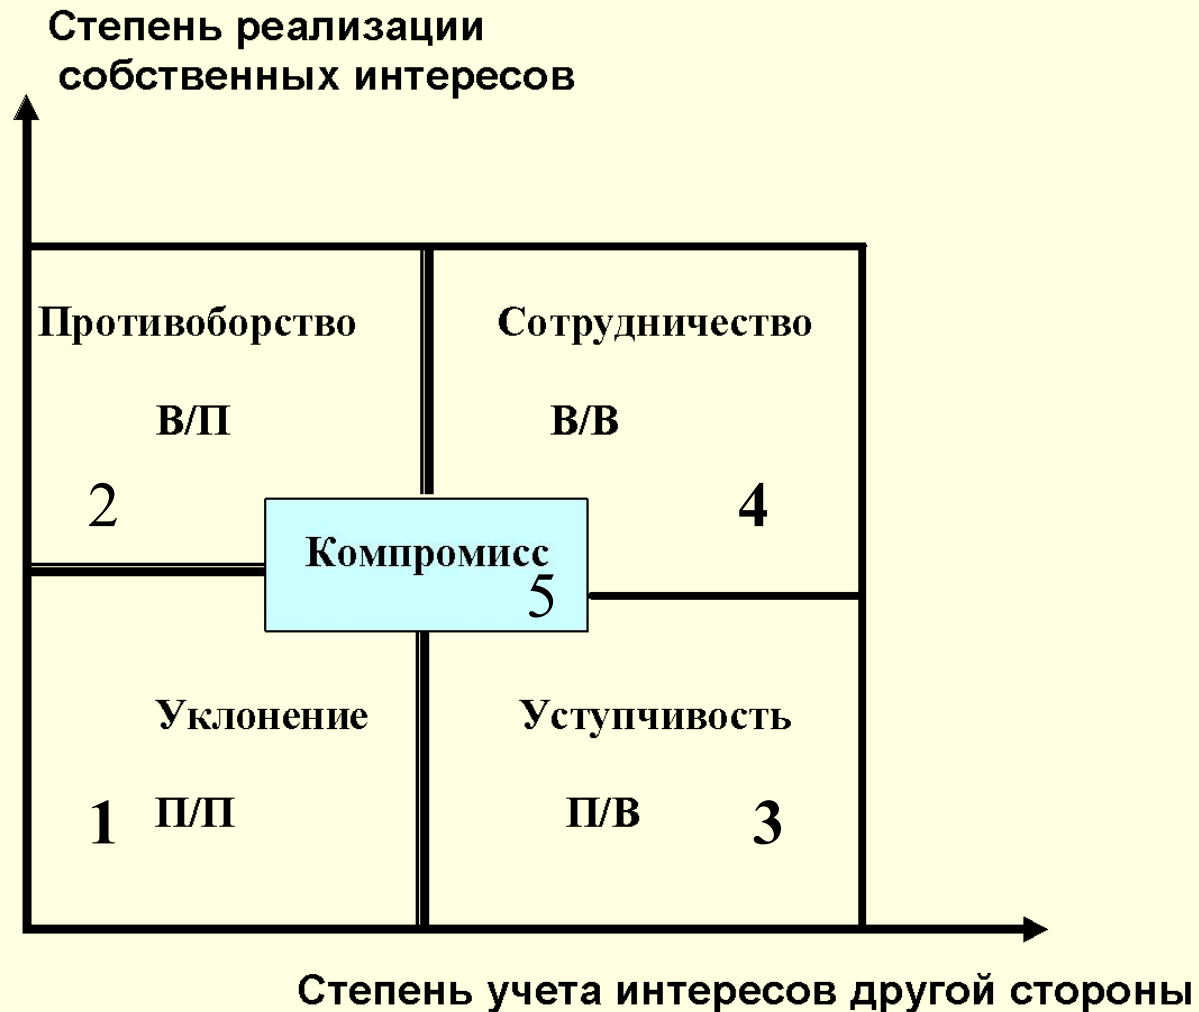 Степень реализации
собственных интересов
Противоборство
В/П
2
Сотрудничество
В/В
4
Компромисс
5
Уклонение
1 П/П
Уступчивость
П/В 3
Степень учета интересов другой стороны